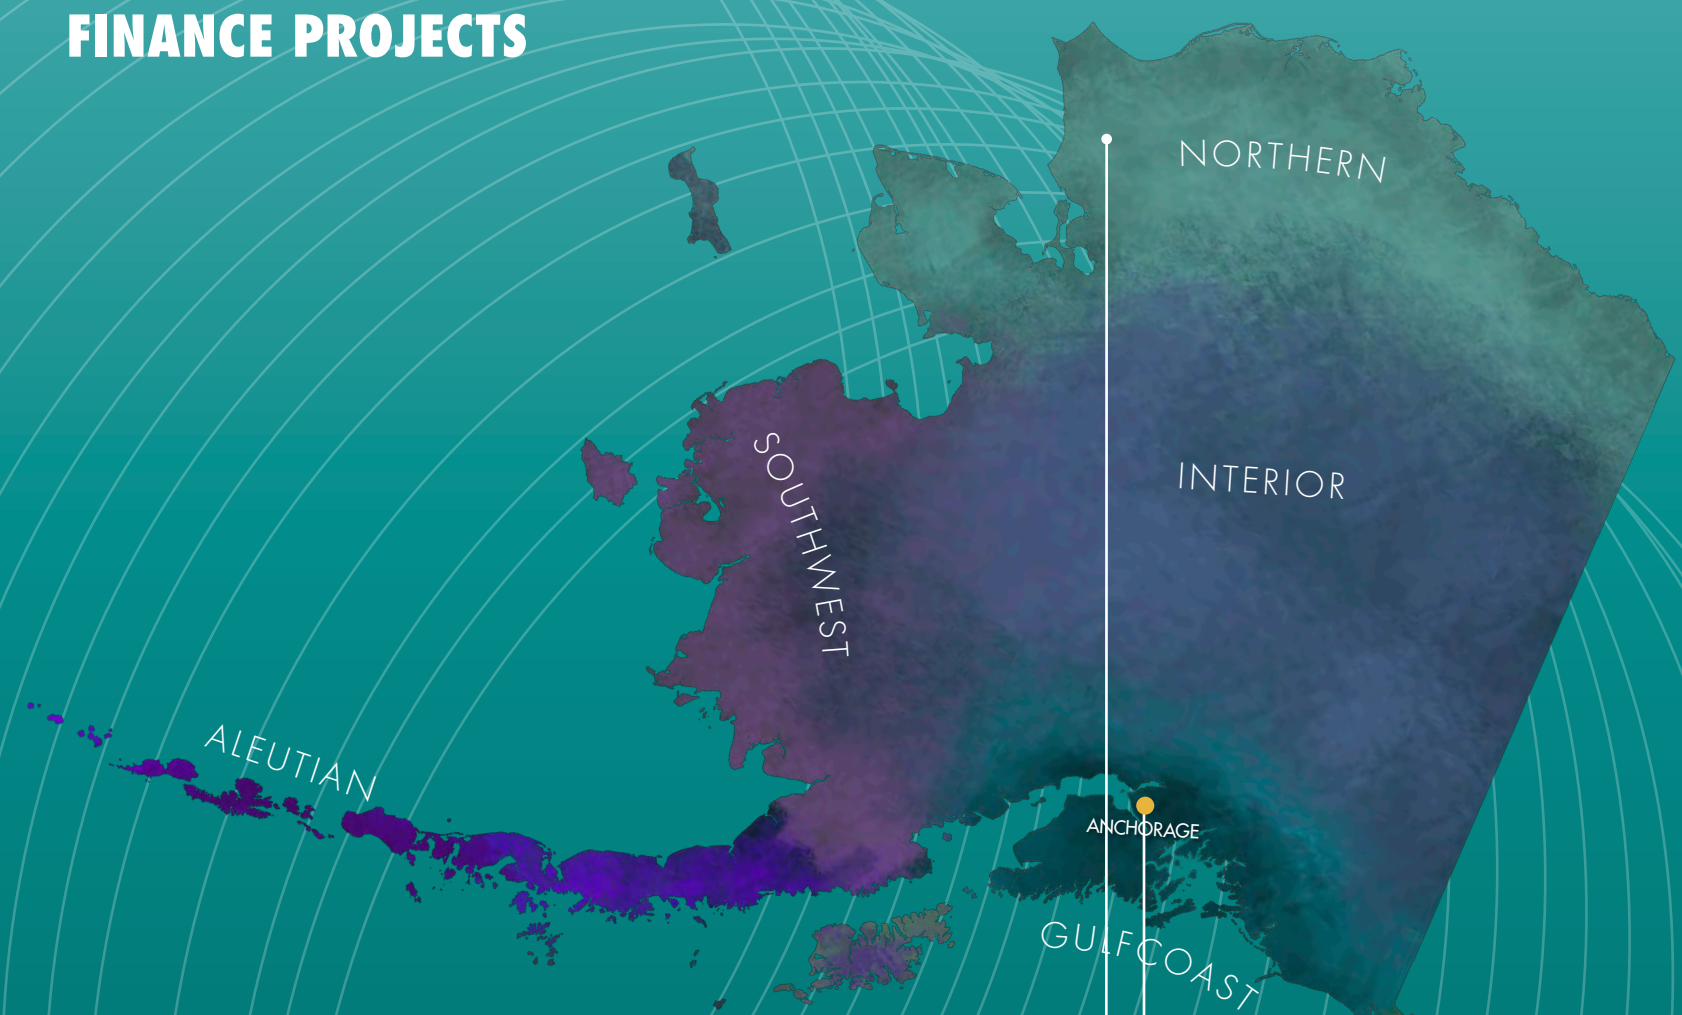 FINANCE PROJECTS
NORTHERN
INTERIOR
SOUTHWEST
ALEUTIAN
ANCHORAGE
GULFCOAST